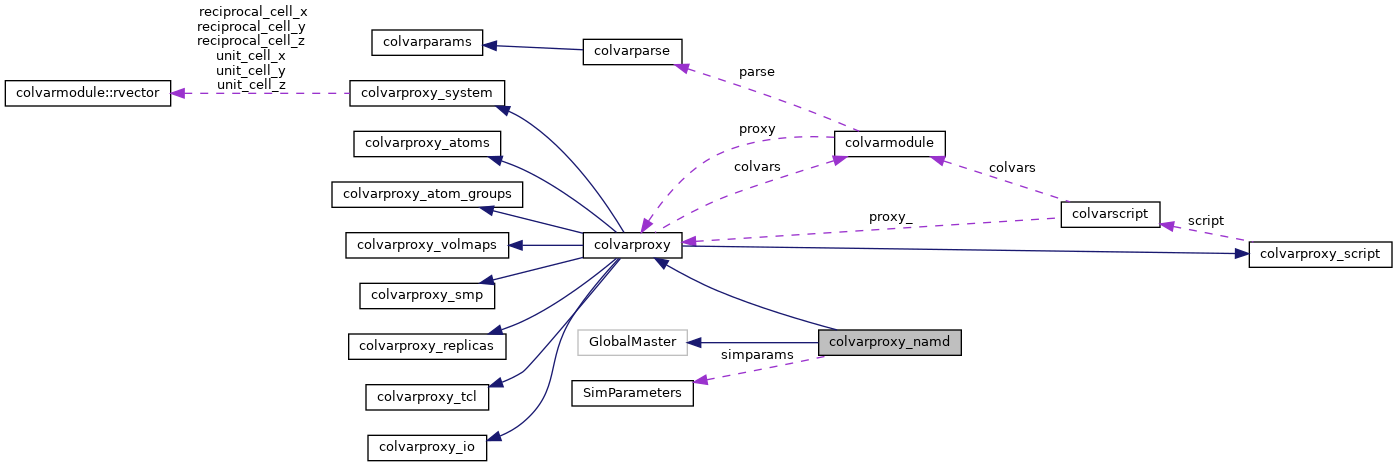 reciprocal_cell_x
reciprocal_cell_y
reciprocal_cell_z
unit_cell_x
unit_cell_y
unit_cell_z
colvarparams
colvarparse
parse
colvarmodule::rvector
colvarproxy_system
proxy
colvarproxy_atoms
colvarmodule
colvars
colvars
colvarproxy_atom_groups
proxy_
colvarscript
script
colvarproxy_volmaps
colvarproxy
colvarproxy_script
colvarproxy_smp
colvarproxy_replicas
GlobalMaster
colvarproxy_namd
simparams
colvarproxy_tcl
SimParameters
colvarproxy_io